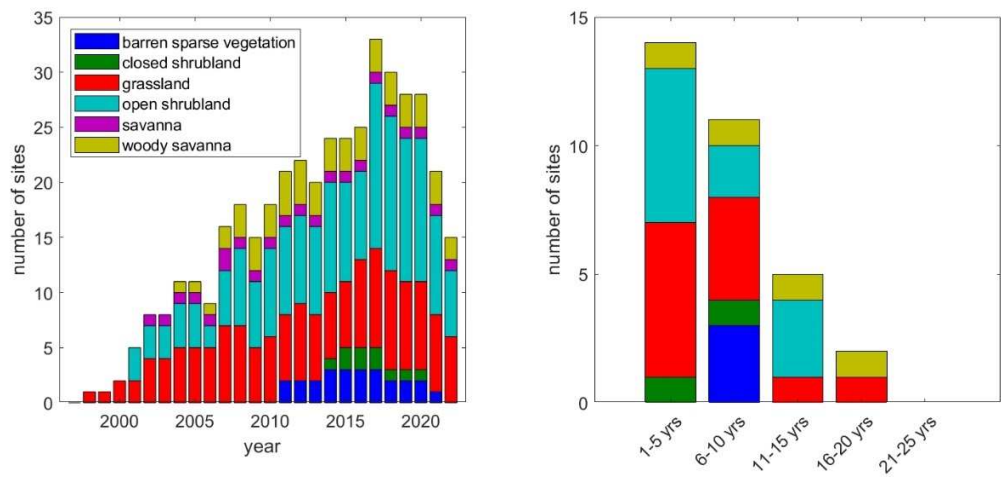 number of sites
35
30
25
20
15
10
5
0
barren sparse vegetation
closed shrubland
grassland
open shrubland
savanna
woody savanna
2000 2005 2010 2015 2020
year
number of sites
15
10
5
0
1-5 yrs 6-10 yrs 11-15 yrs 16-20 yrs 21-25 yrs